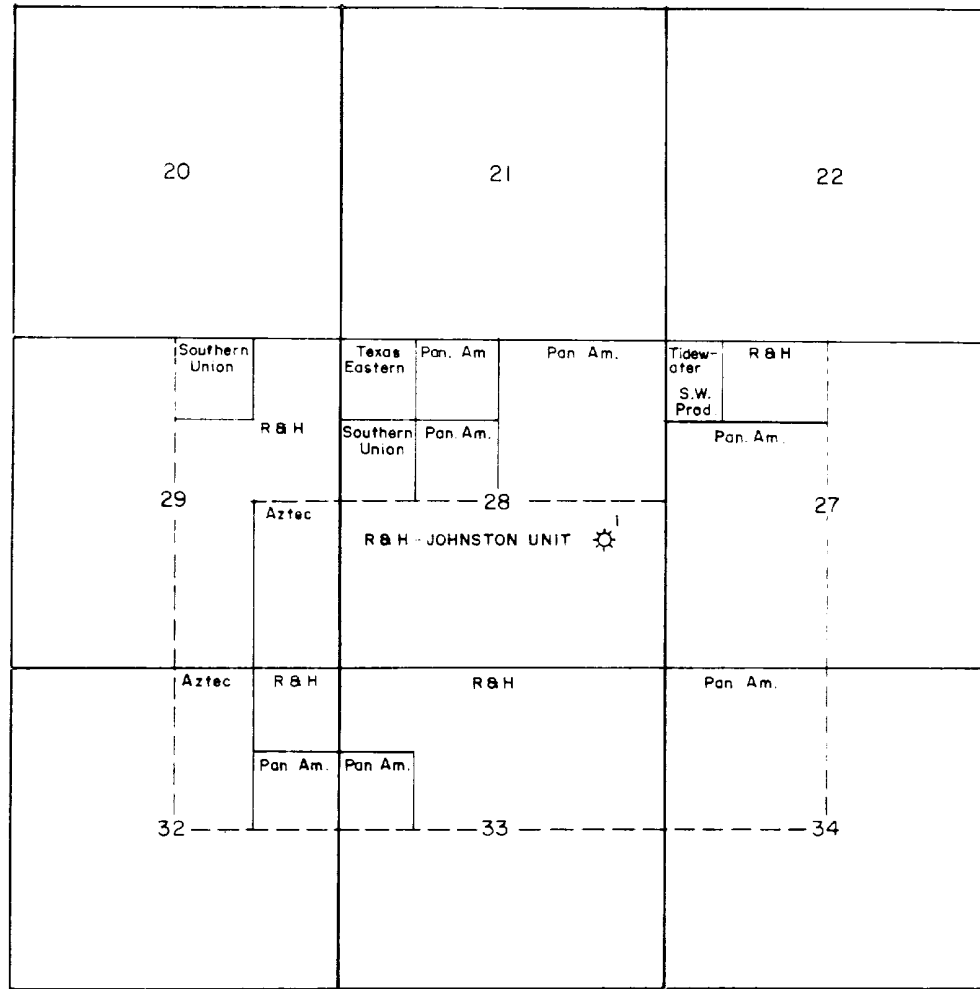 20
21
22
Southern
Union
Texas
Eastern
Pan. Am
Pan Am.
Tidew-
ater
S.W.
Prod
R & H
R & H
Southern
Union
Pan. Am.
Pan. Am.
29
28
27
Aztec
R & H - JOHNSTON UNIT
1
Aztec
R & H
R & H
Pan Am.
Pan Am.
Pan Am.
32
33
34